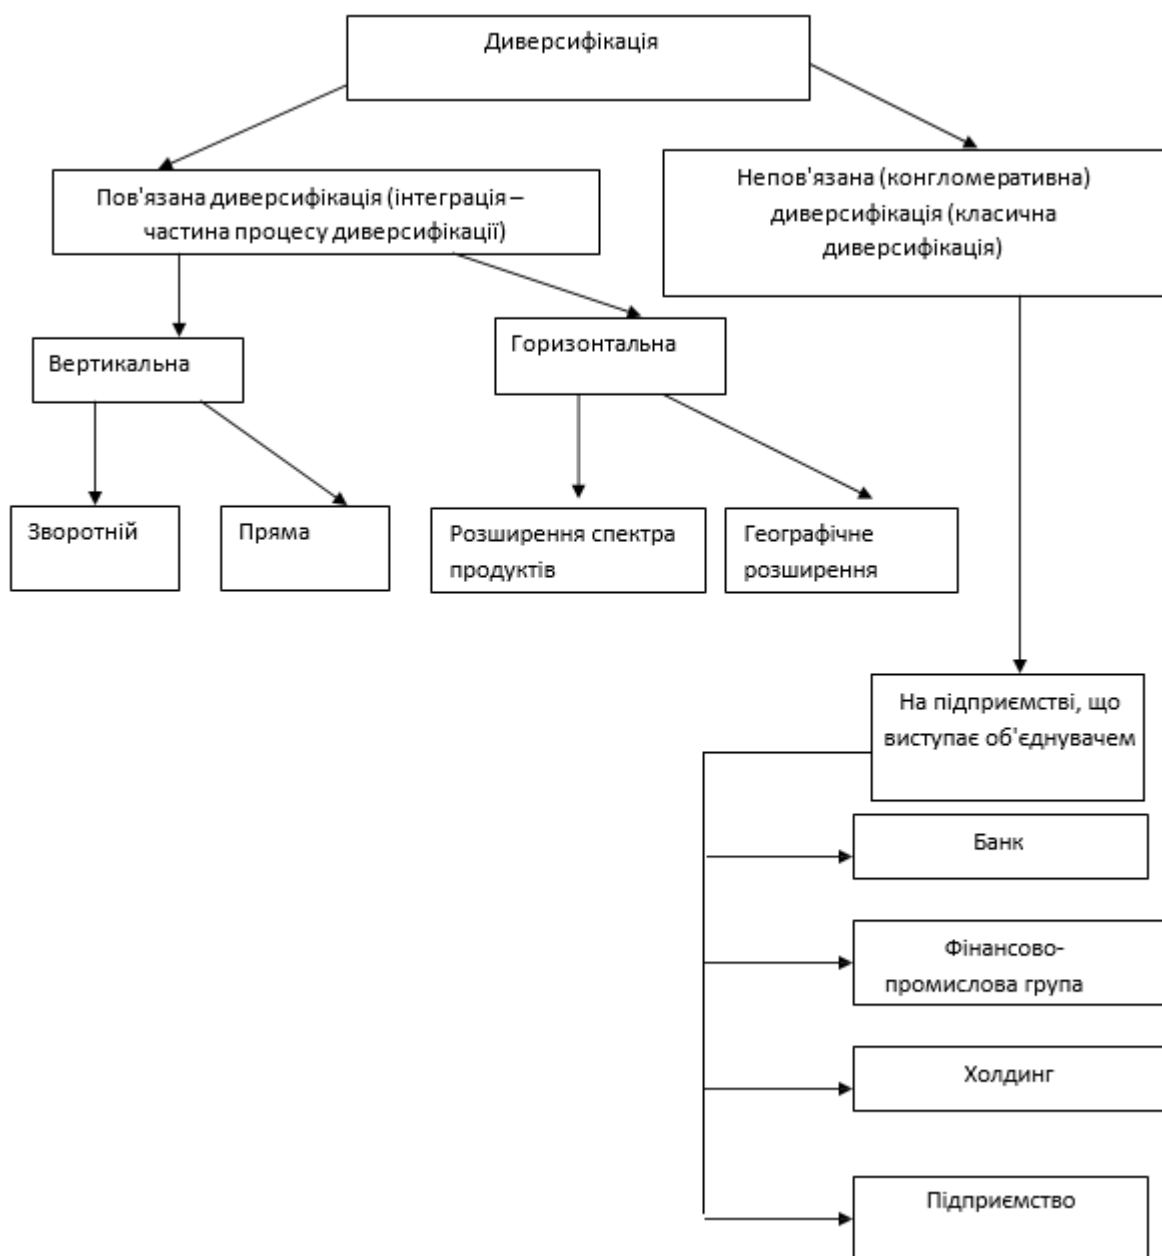 Диверсифікація
Пов'язана диверсифікація (інтеграція –
частина процесу диверсифікації)
Непов'язана (конгломеративна)
диверсифікація (класична
диверсифікація)
Вертикальна
Горизонтальна
Зворотній
Пряма
Розширення спектра
продуктів
Географічне
розширення
На підприємстві, що
виступає об'єднувачем
Банк
Фінансово-
промислова група
Холдинг
Підприємство